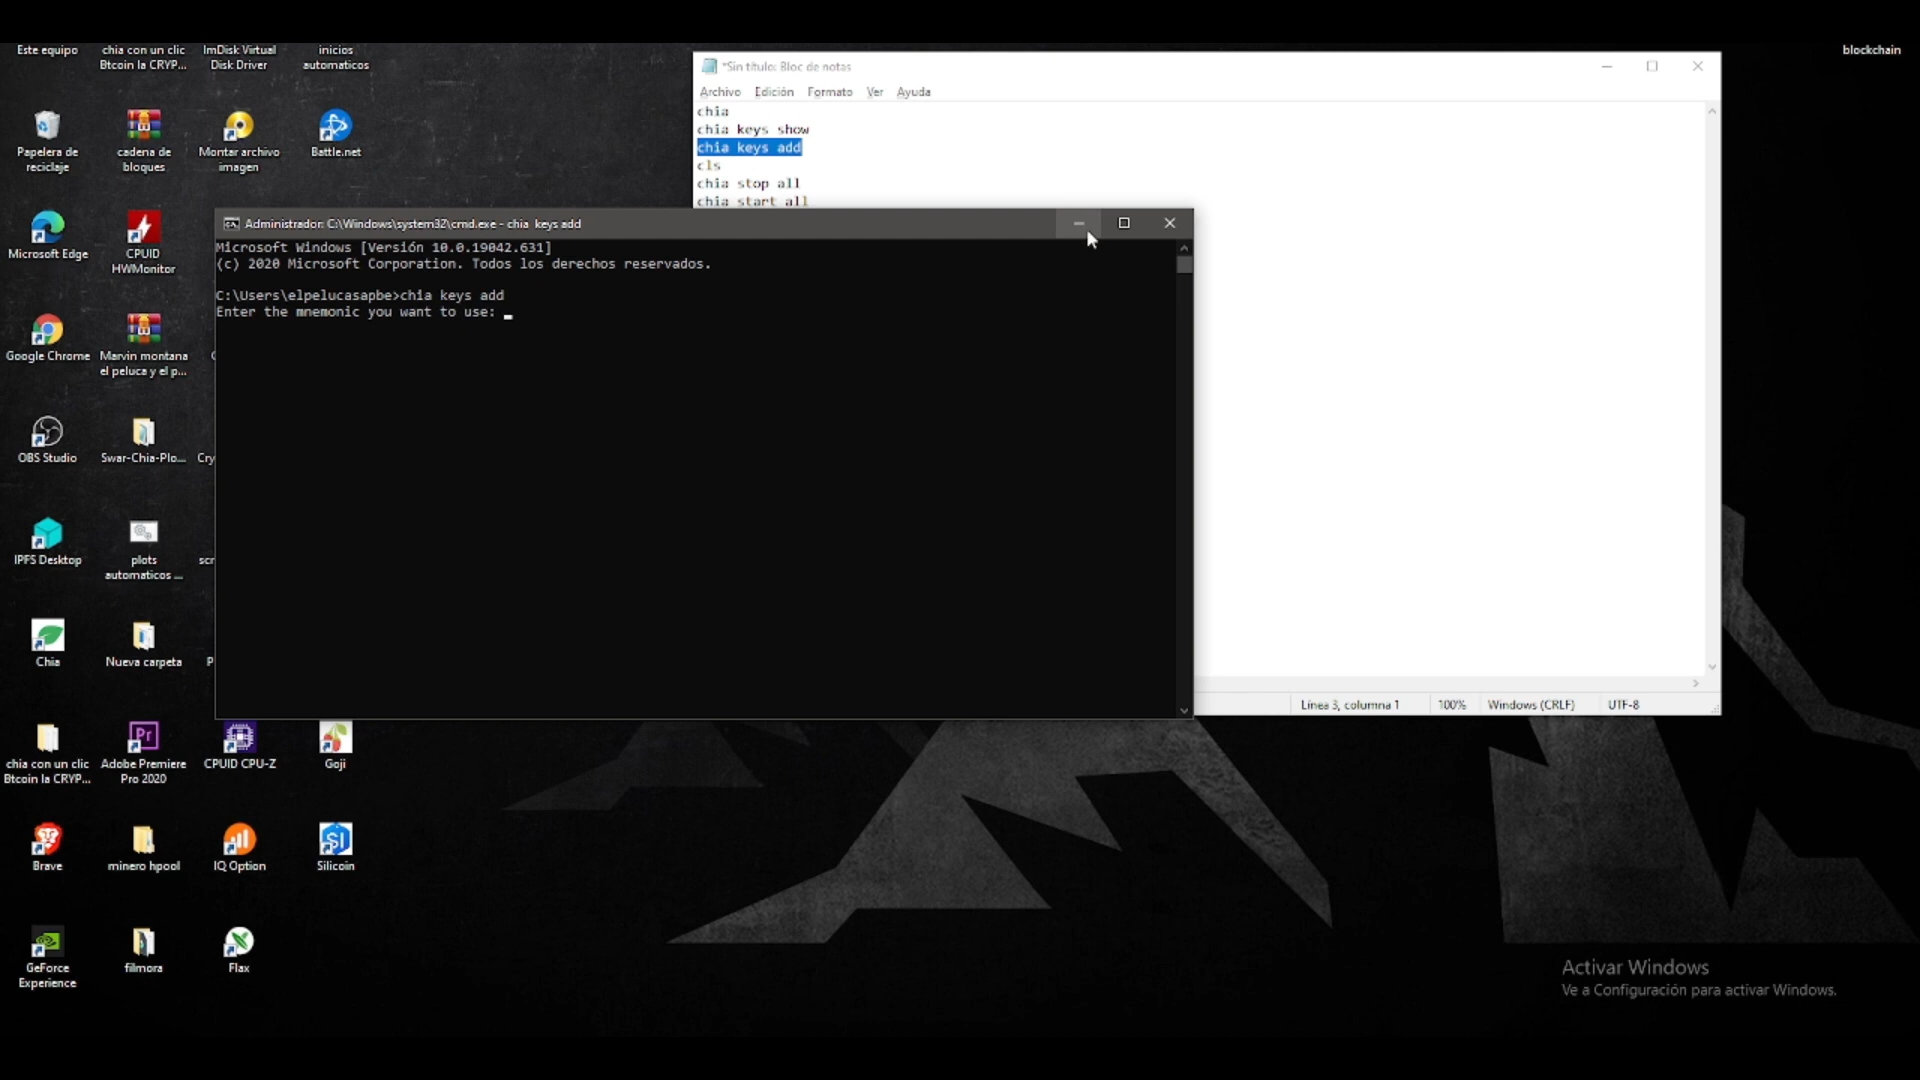 Este equipo
chia con un clic
Btcoin la CRYP...
ImDisk Virtual
Disk Driver
inicios
automaticos
blockchain
Papelera de
reciclaje
cadena de
bloques
Montar archivo
imagen
Battle.net
Microsoft Edge
CPUID
HWMonitor
Google Chrome
Marvin montana
el peluca y el p...
OBS Studio
Swar-Chia-Plo...
Cry
IPFS Desktop
plots
automaticos ...
scr
Chia
Nueva carpeta
P
chia con un clic
Btcoin la CRYP...
Adobe Premiere
Pro 2020
CPUID CPU-Z
Goji
Brave
minero hpool
IQ Option
Silicoin
GeForce
Experience
filmora
Flax
*Sin título: Bloc de notas
Archivo Edición Formato Ver Ayuda
chia
chia keys show
chia keys add
cls
chia stop all
chia start all
Línea 3, columna 1 100% Windows (CRLF) UTF-8
Administrador: C:\Windows\system32\cmd.exe - chia keys add
Microsoft Windows [Versión 10.0.19042.631]
(c) 2020 Microsoft Corporation. Todos los derechos reservados.
C:\Users\elpelucasapbe>chia keys add
Enter the mnemonic you want to use:
Activar Windows
Ve a Configuración para activar Windows.